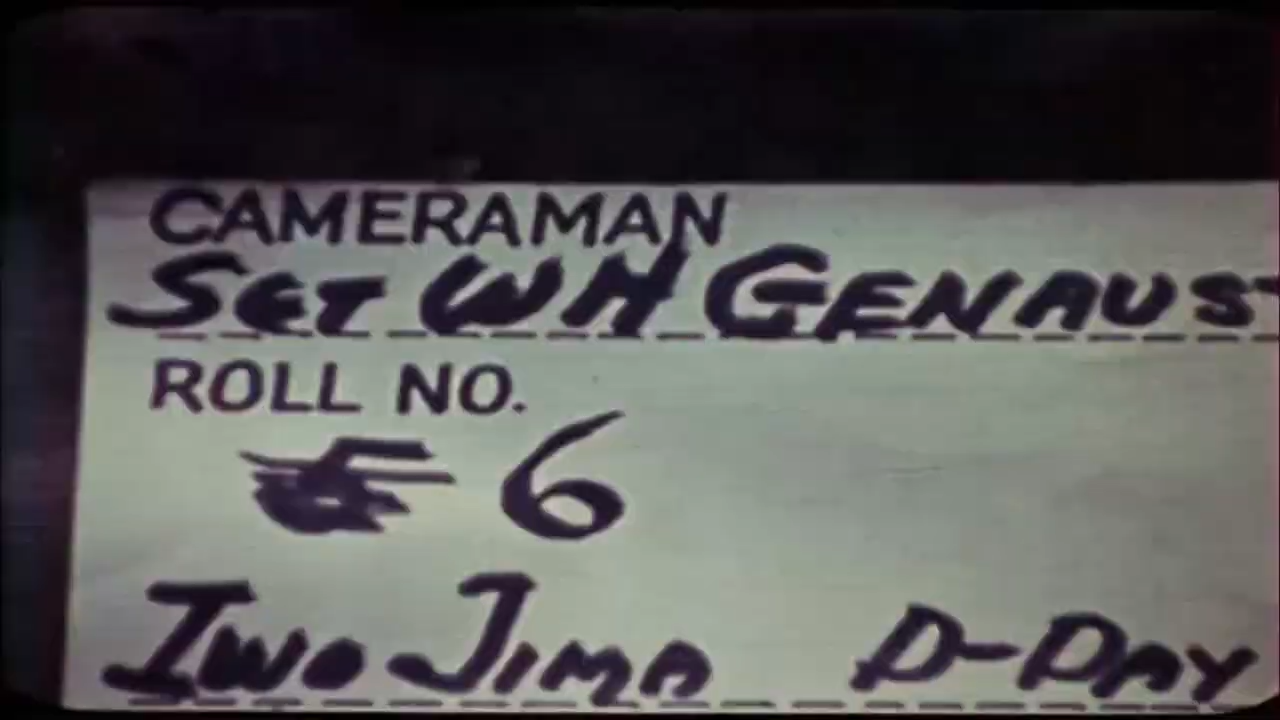 CAMERAMAN
SGT WH GENAUST
ROLL NO.
6
IWO JIMA D-DAY